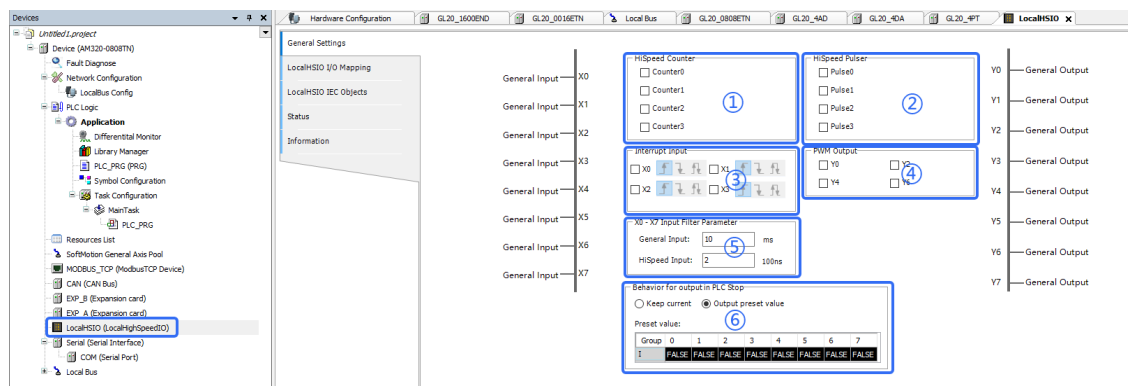 Devices
Untitled1.project
Device (AM320-0808TN)
Fault Diagnose
Network Configuration
LocalBus Config
PLC Logic
Application
Differentital Monitor
Library Manager
PLC_PRG (PRG)
Symbol Configuration
Task Configuration
MainTask
PLC_PRG
Resources List
SoftMotion General Axis Pool
MODBUS_TCP (ModbusTCP Device)
CAN (CAN Bus)
EXP_B (Expansion card)
EXP_A (Expansion card)
LocalHSIO (LocalHighSpeedIO)
Serial (Serial Interface)
COM (Serial Port)
Local Bus
Hardware Configuration GL20_1600END GL20_0016ETN Local Bus GL20_0808ETN GL20_4AD GL20_4DA GL20_4PT LocalHSIO X
General Settings
LocalHSIO I/O Mapping
LocalHSIO IEC Objects
Status
Information
General Input X0
General Input X1
General Input X2
General Input X3
General Input X4
General Input X5
General Input X6
General Input X7
HiSpeed Counter
Counter0
Counter1
Counter2
Counter3
①
HiSpeed Pulser
Pulse0
Pulse1
Pulse2
Pulse3
②
Interrupt Input
X0 X1
X2 X3
③
PWM Output
Y0 Y2
Y4 Y6
④
X0 - X7 Input Filter Parameter
General Input: 10 ms
HiSpeed Input: 2 100ns
⑤
Behavior for output in PLC Stop
Keep current Output preset value
⑥
Preset value:
Group 0 1 2 3 4 5 6 7
I FALSE FALSE FALSE FALSE FALSE FALSE FALSE FALSE
Y0 General Output
Y1 General Output
Y2 General Output
Y3 General Output
Y4 General Output
Y5 General Output
Y6 General Output
Y7 General Output